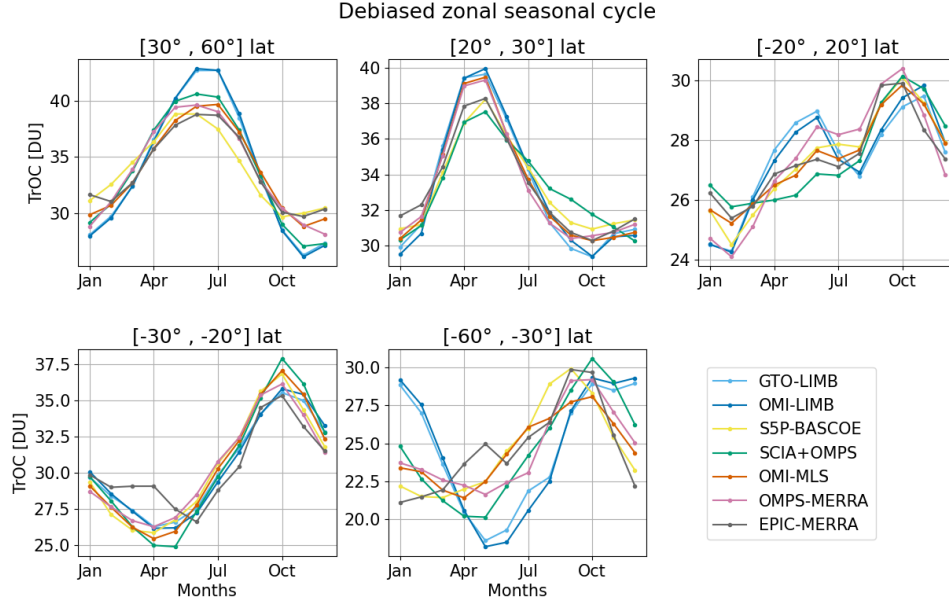 Debiased zonal seasonal cycle
[30° , 60°] lat
[20° , 30°] lat
[-20° , 20°] lat
TrOC [DU]
40
35
30
Jan Apr Jul Oct
40
38
36
34
32
30
Jan Apr Jul Oct
30
28
26
24
Jan Apr Jul Oct
[-30° , -20°] lat
[-60° , -30°] lat
TrOC [DU]
37.5
35.0
32.5
30.0
27.5
25.0
Jan Apr Jul Oct
Months
30.0
27.5
25.0
22.5
20.0
Jan Apr Jul Oct
Months
GTO-LIMB
OMI-LIMB
S5P-BASCOE
SCIA+OMPS
OMI-MLS
OMPS-MERRA
EPIC-MERRA